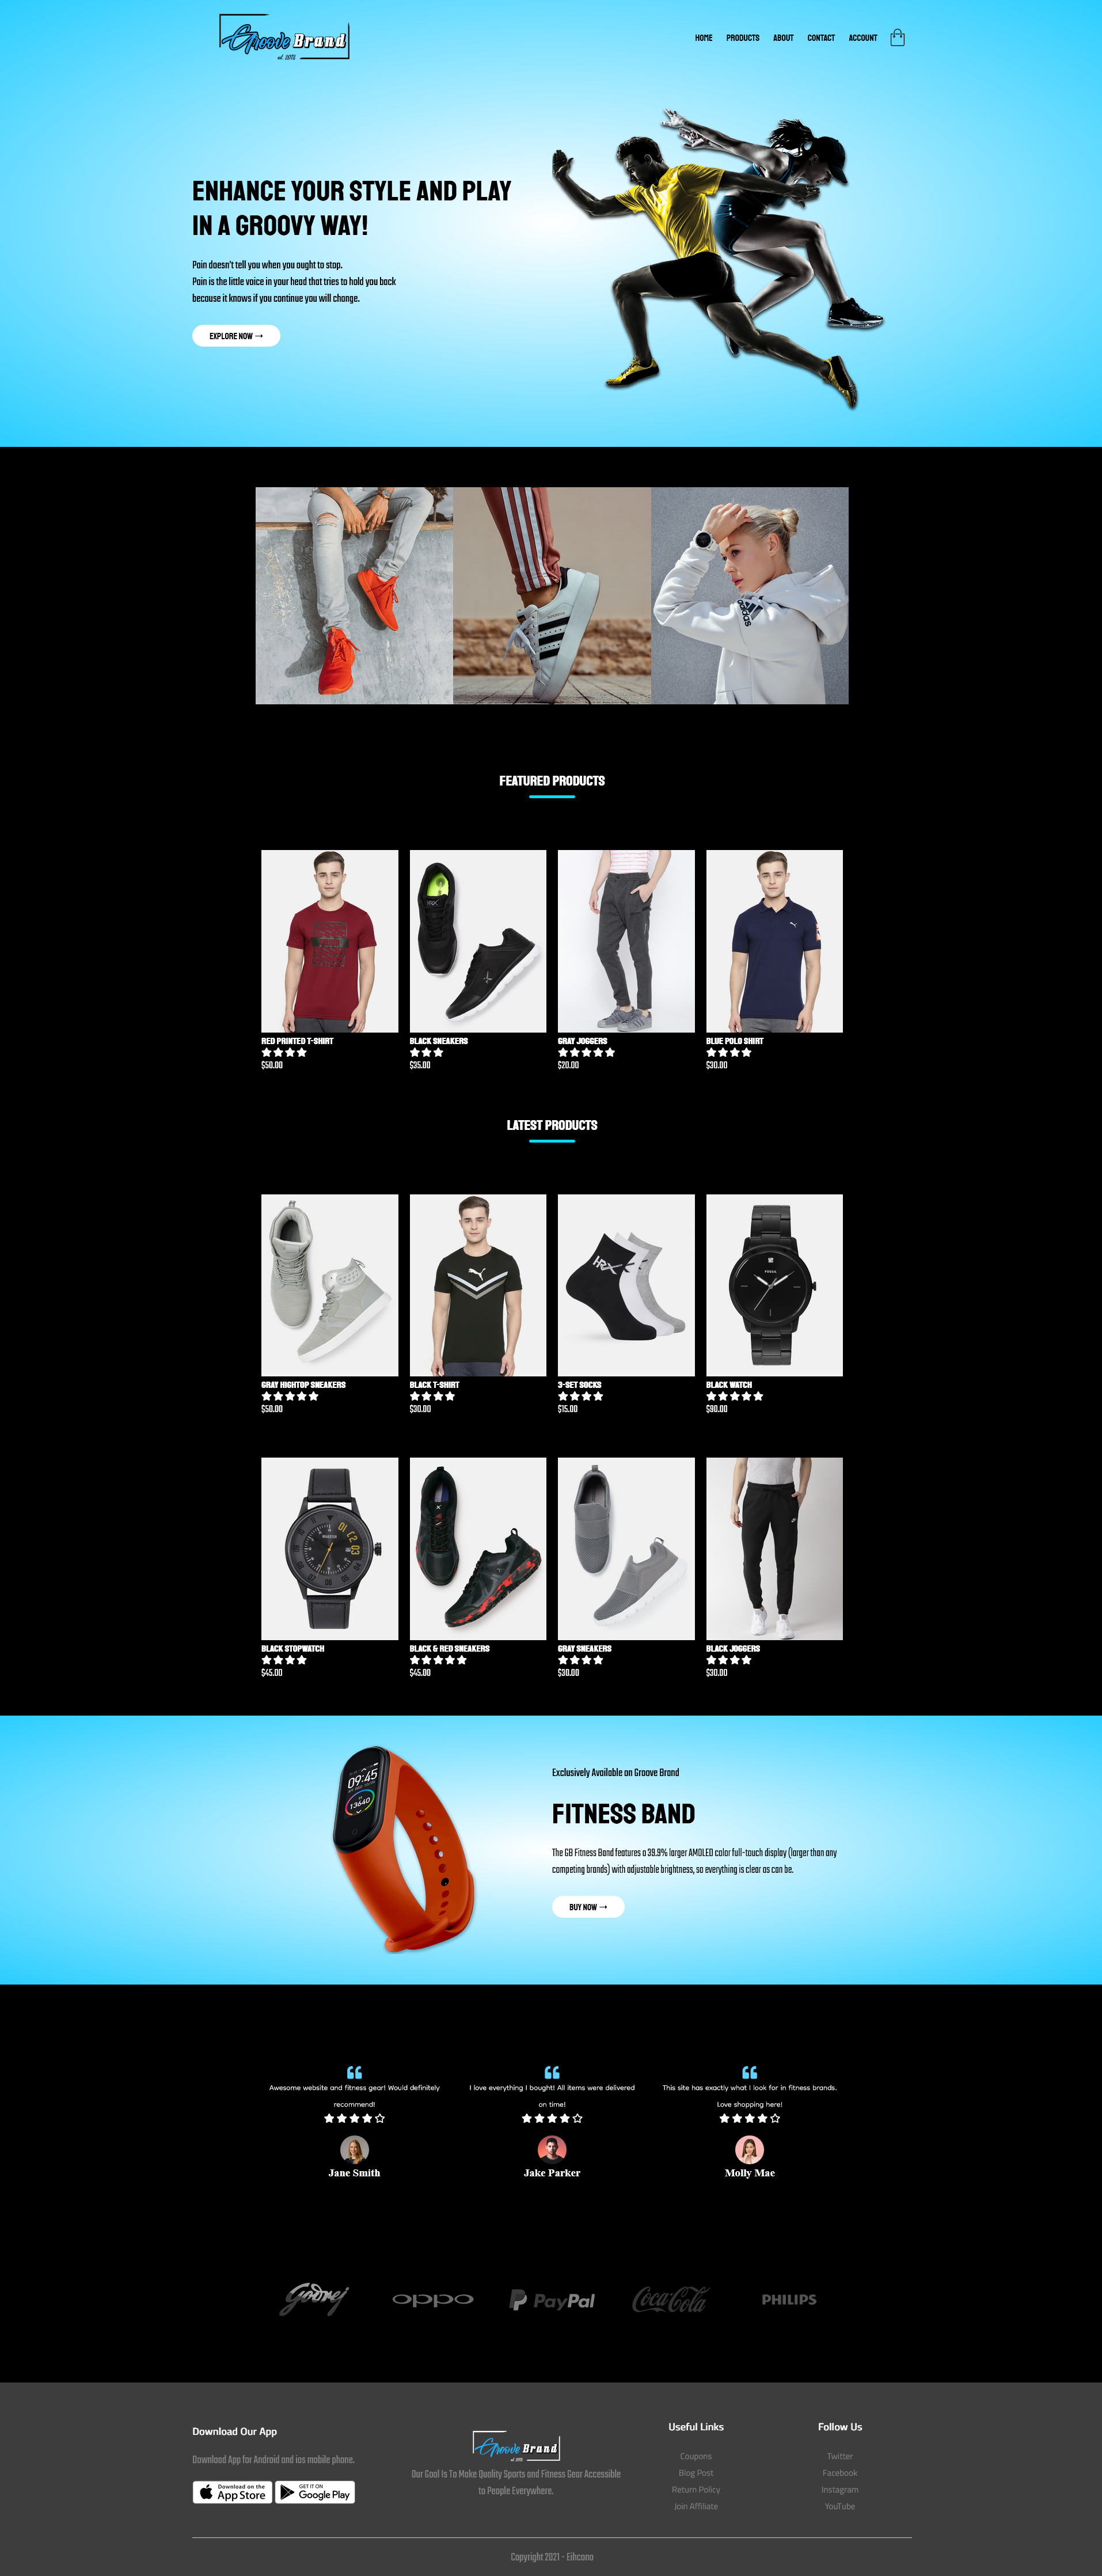 Groove Brand
HOME PRODUCTS ABOUT CONTACT ACCOUNT
ENHANCE YOUR STYLE AND PLAY
IN A GROOVY WAY!
Pain doesn't tell you when you ought to stop.
Pain is the little voice in your head that tries to hold you back
because it knows if you continue you will change.
EXPLORE NOW →
adidas
FEATURED PRODUCTS
HRX
RED PRINTED T-SHIRT
$50.00
BLACK SNEAKERS
$35.00
GRAY JOGGERS
$20.00
BLUE POLO SHIRT
$30.00
LATEST PRODUCTS
HRX
FOSSIL
GRAY HIGHTOP SNEAKERS
$50.00
BLACK T-SHIRT
$30.00
3-SET SOCKS
$15.00
BLACK WATCH
$90.00
01 02 03
BLACK STOPWATCH
$45.00
BLACK & RED SNEAKERS
$45.00
GRAY SNEAKERS
$30.00
BLACK JOGGERS
$30.00
09:45
13640
Exclusively Available on Groove Brand
FITNESS BAND
The GB Fitness Band features a 39.9% larger AMOLED color full-touch display (larger than any
competing brands) with adjustable brightness, so everything is clear as can be.
BUY NOW →
Awesome website and fitness gear! Would definitely
recommend!
Jane Smith
I love everything I bought! All items were delivered
on time!
Jake Parker
This site has exactly what I look for in fitness brands.
Love shopping here!
Molly Mae
Godrej
oppo
PayPal
Coca-Cola
PHILIPS
Download Our App
Download App for Android and ios mobile phone.
Download on the
App Store
GET IT ON
Google Play
Groove Brand
Our Goal Is To Make Quality Sports and Fitness Gear Accessible
to People Everywhere.
Useful Links
Coupons
Blog Post
Return Policy
Join Affiliate
Follow Us
Twitter
Facebook
Instagram
YouTube
Copyright 2021 - Eihcano